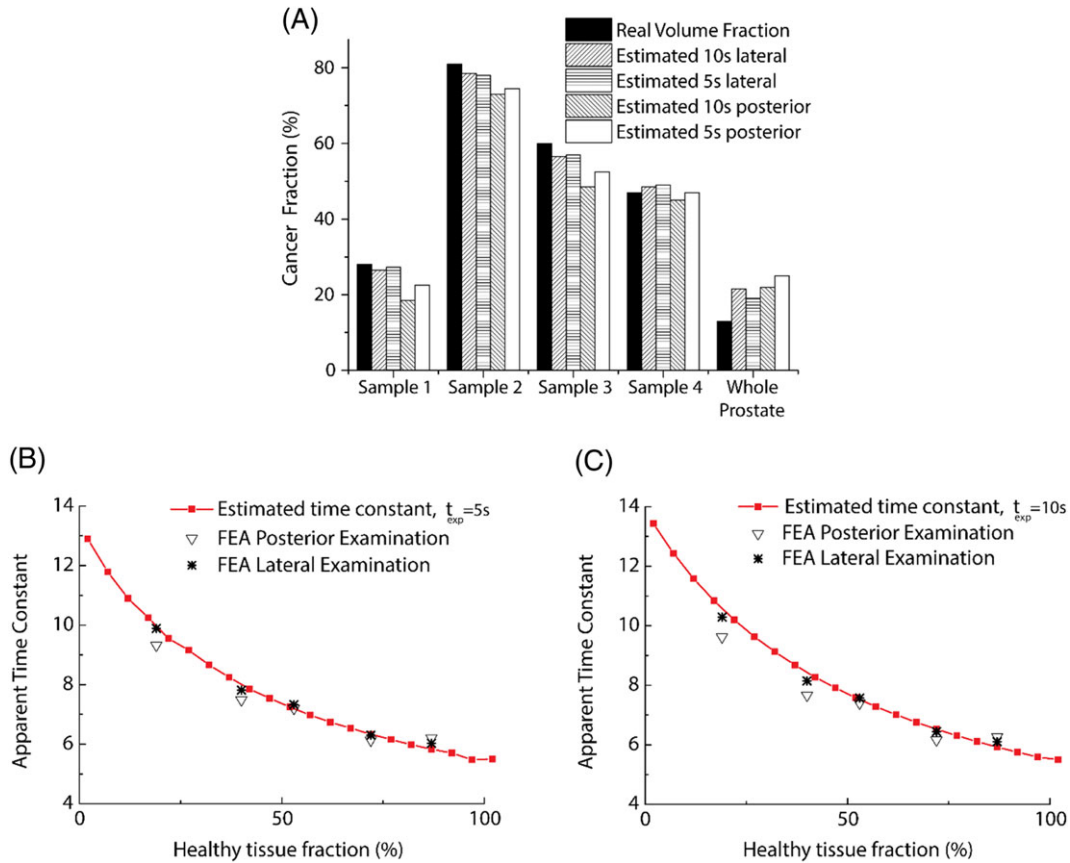 (A)
Real Volume Fraction
Estimated 10s lateral
Estimated 5s lateral
Estimated 10s posterior
Estimated 5s posterior
Cancer Fraction (%)
80
60
40
20
0
Sample 1
Sample 2
Sample 3
Sample 4
Whole
Prostate
(B)
Estimated time constant, t_exp=5s
FEA Posterior Examination
FEA Lateral Examination
Apparent Time Constant
14
12
10
8
6
4
0
50
100
Healthy tissue fraction (%)
(C)
Estimated time constant, t_exp=10s
FEA Posterior Examination
FEA Lateral Examination
Apparent Time Constant
14
12
10
8
6
4
0
50
100
Healthy tissue fraction (%)